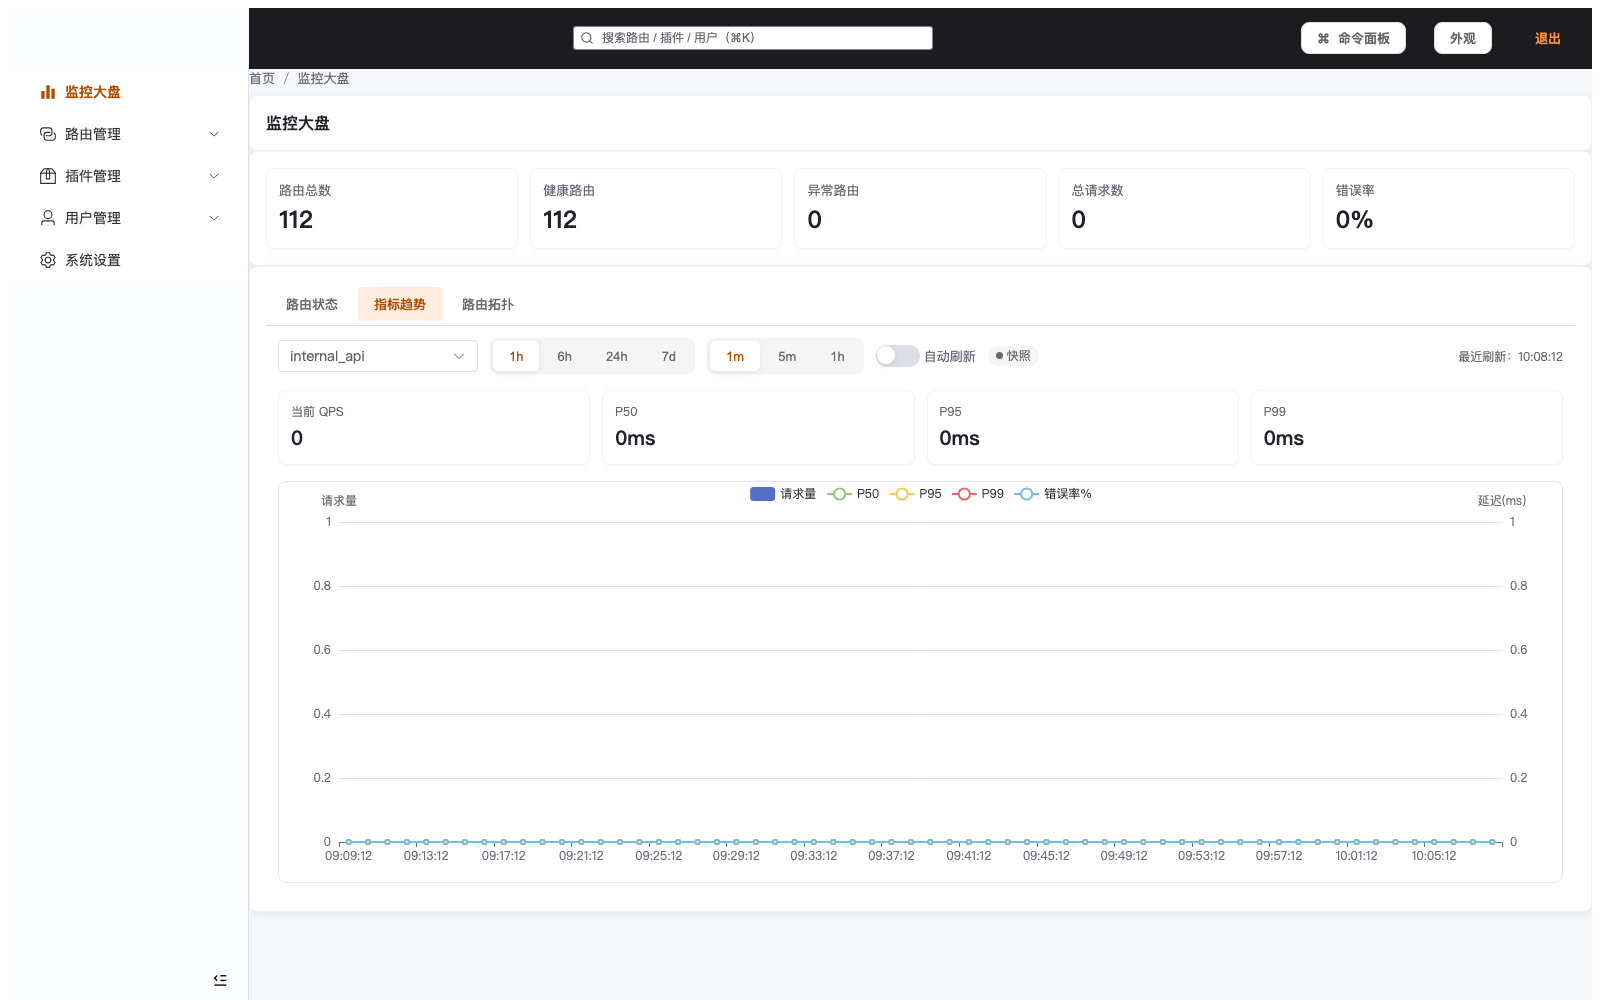 搜索路由 / 插件 / 用户（⌘K）
⌘ 命令面板
外观
退出
监控大盘
路由管理
插件管理
用户管理
系统设置
首页 / 监控大盘
监控大盘
路由总数
112
健康路由
112
异常路由
0
总请求数
0
错误率
0%
路由状态
指标趋势
路由拓扑
internal_api
1h 6h 24h 7d
1m 5m 1h
自动刷新
快照
最近刷新：10:08:12
当前 QPS
0
P50
0ms
P95
0ms
P99
0ms
请求量 P50 P95 P99 错误率%
请求量
延迟(ms)
1
0.8
0.6
0.4
0.2
0
1
0.8
0.6
0.4
0.2
0
09:09:12 09:13:12 09:17:12 09:21:12 09:25:12 09:29:12 09:33:12 09:37:12 09:41:12 09:45:12 09:49:12 09:53:12 09:57:12 10:01:12 10:05:12